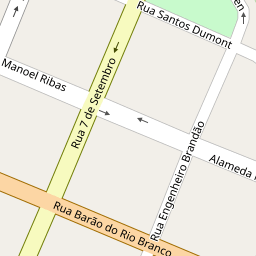 Rua Santos Dumont
Manoel Ribas
Rua 7 de Setembro
Rua Engenheiro Brandão
Alameda
Rua Barão do Rio Branco